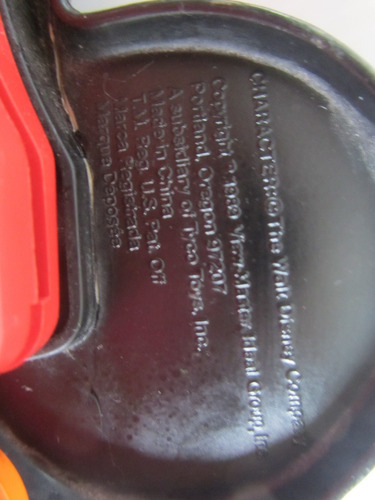 CHARACTERS© The Walt Disney Company
Copyright © 1989 View-Master Ideal Group, Inc.
Portland, Oregon 97207
A subsidiary of Tyco Toys, Inc.
Made in China
T.M. Reg. U.S. Pat. Off
Marca Registrada
Marque Deposée